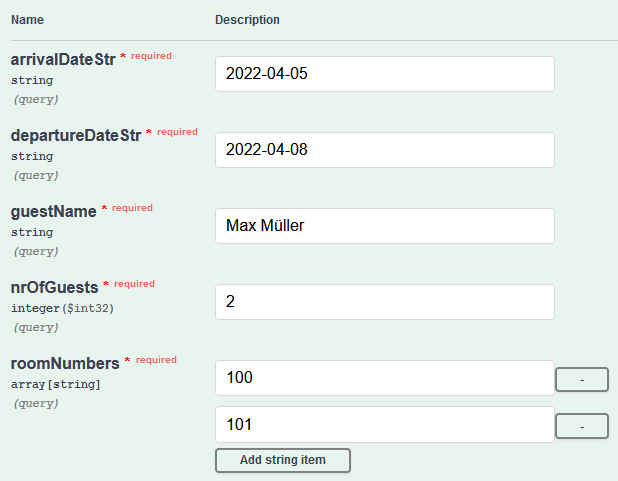 Name Description
arrivalDateStr * required
string
(query)
2022-04-05
departureDateStr * required
string
(query)
2022-04-08
guestName * required
string
(query)
Max Müller
nrOfGuests * required
integer($int32)
(query)
2
roomNumbers * required
array[string]
(query)
100 -
101 -
Add string item